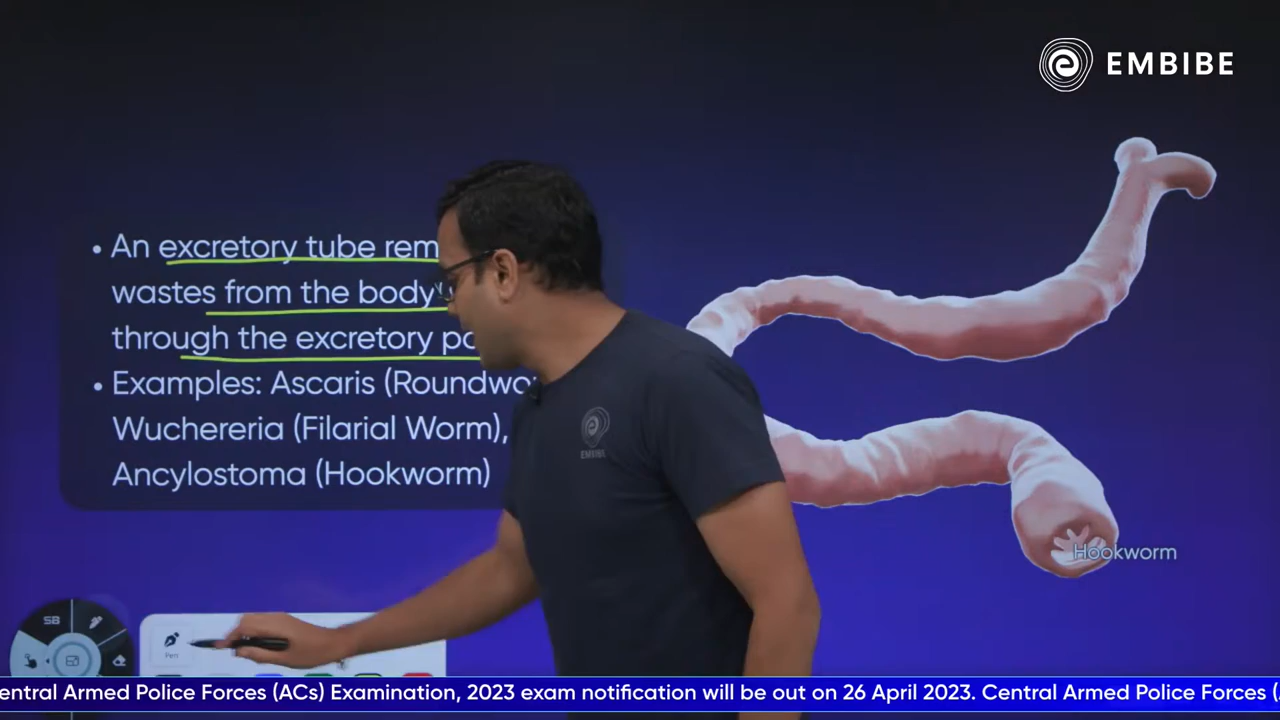 EMBIBE
An excretory tube rem
wastes from the body
through the excretory
Examples: Ascaris
Wuchereria (Filarial Worm),
Ancylostoma (Hookworm)
EMBIBE
Hookworm
SB
Pen
entral Armed Police Forces (ACs) Examination, 2023 exam notification will be out on 26 April 2023. Central Armed Police Forces (